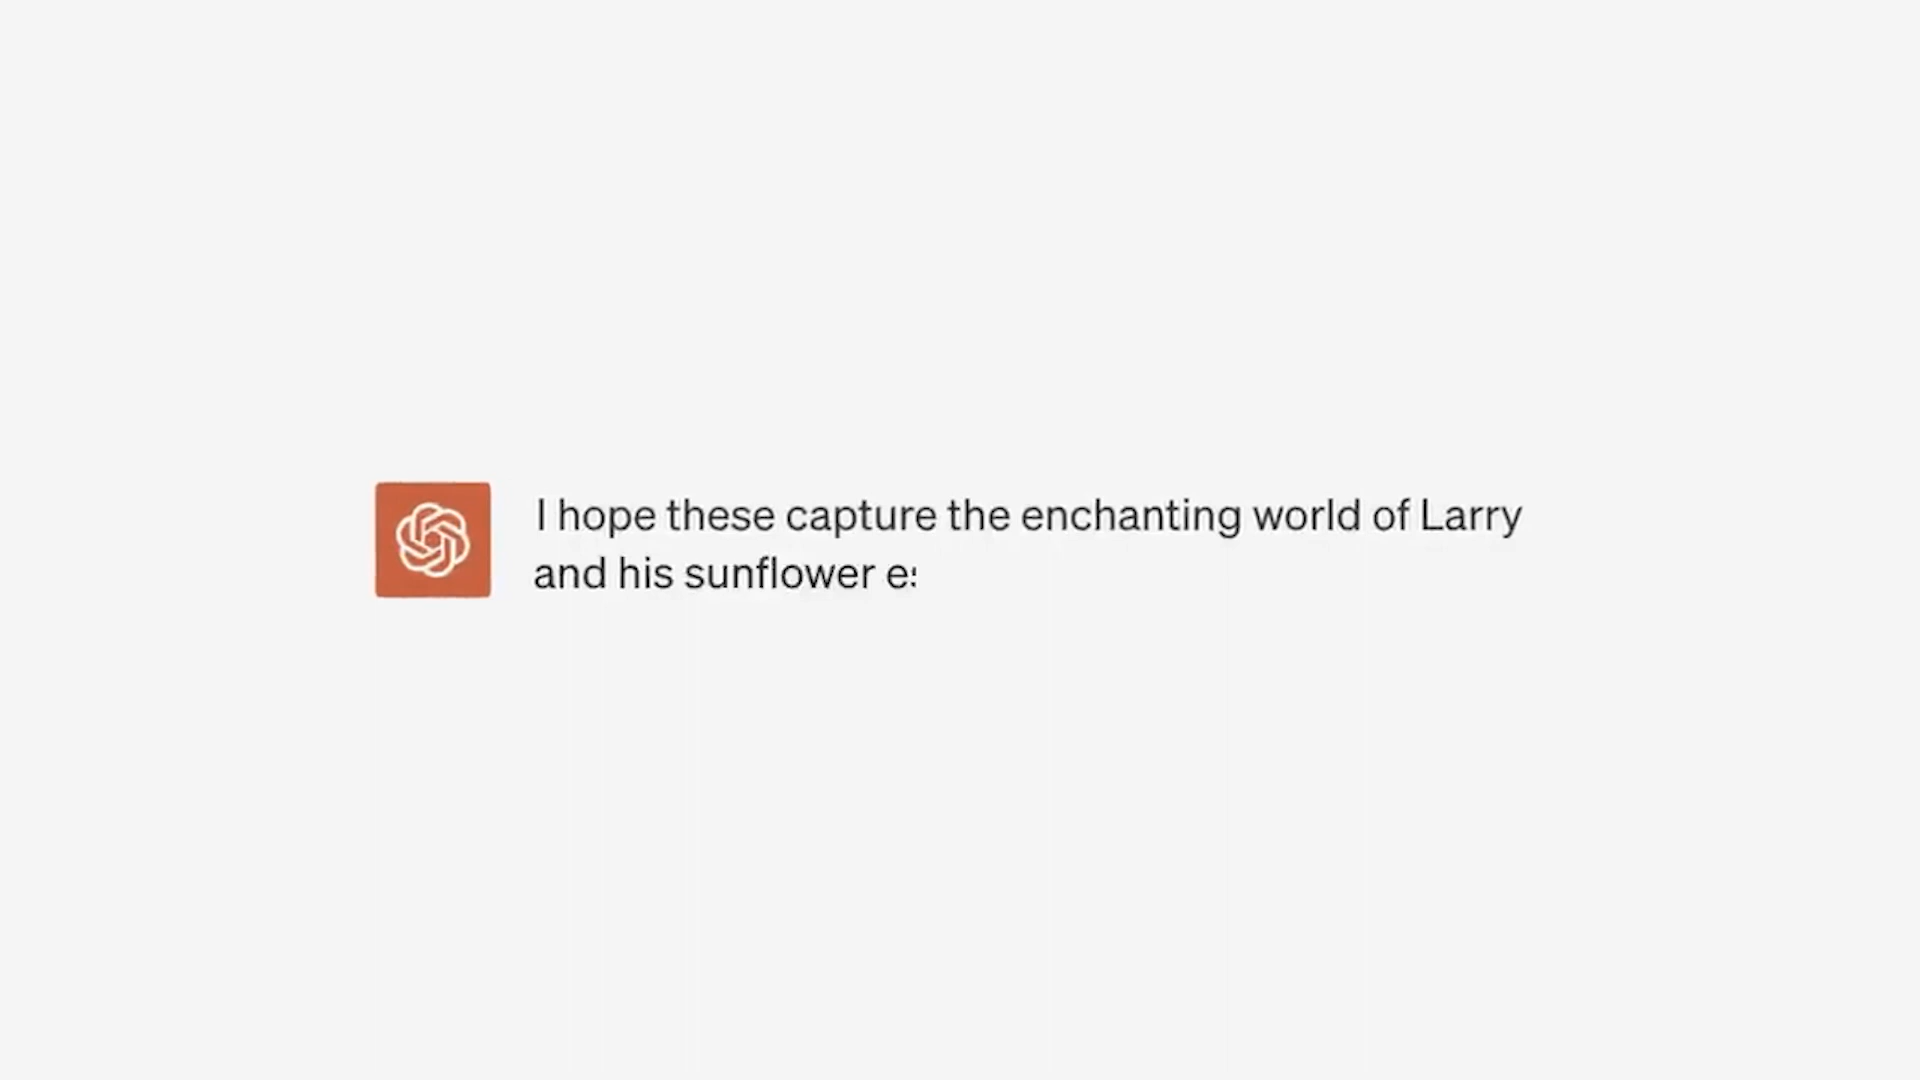 I hope these capture the enchanting world of Larry
and his sunflower